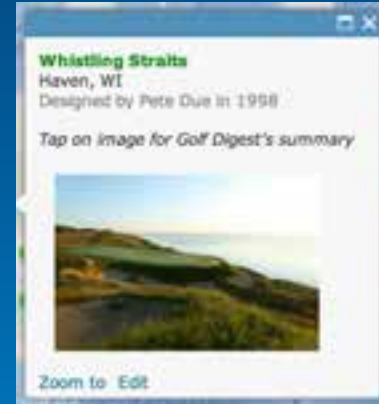 Whistling Straits
Haven, WI
Designed by Pete Due in 1998
Tap on image for Golf Digest's summary
Zoom to Edit